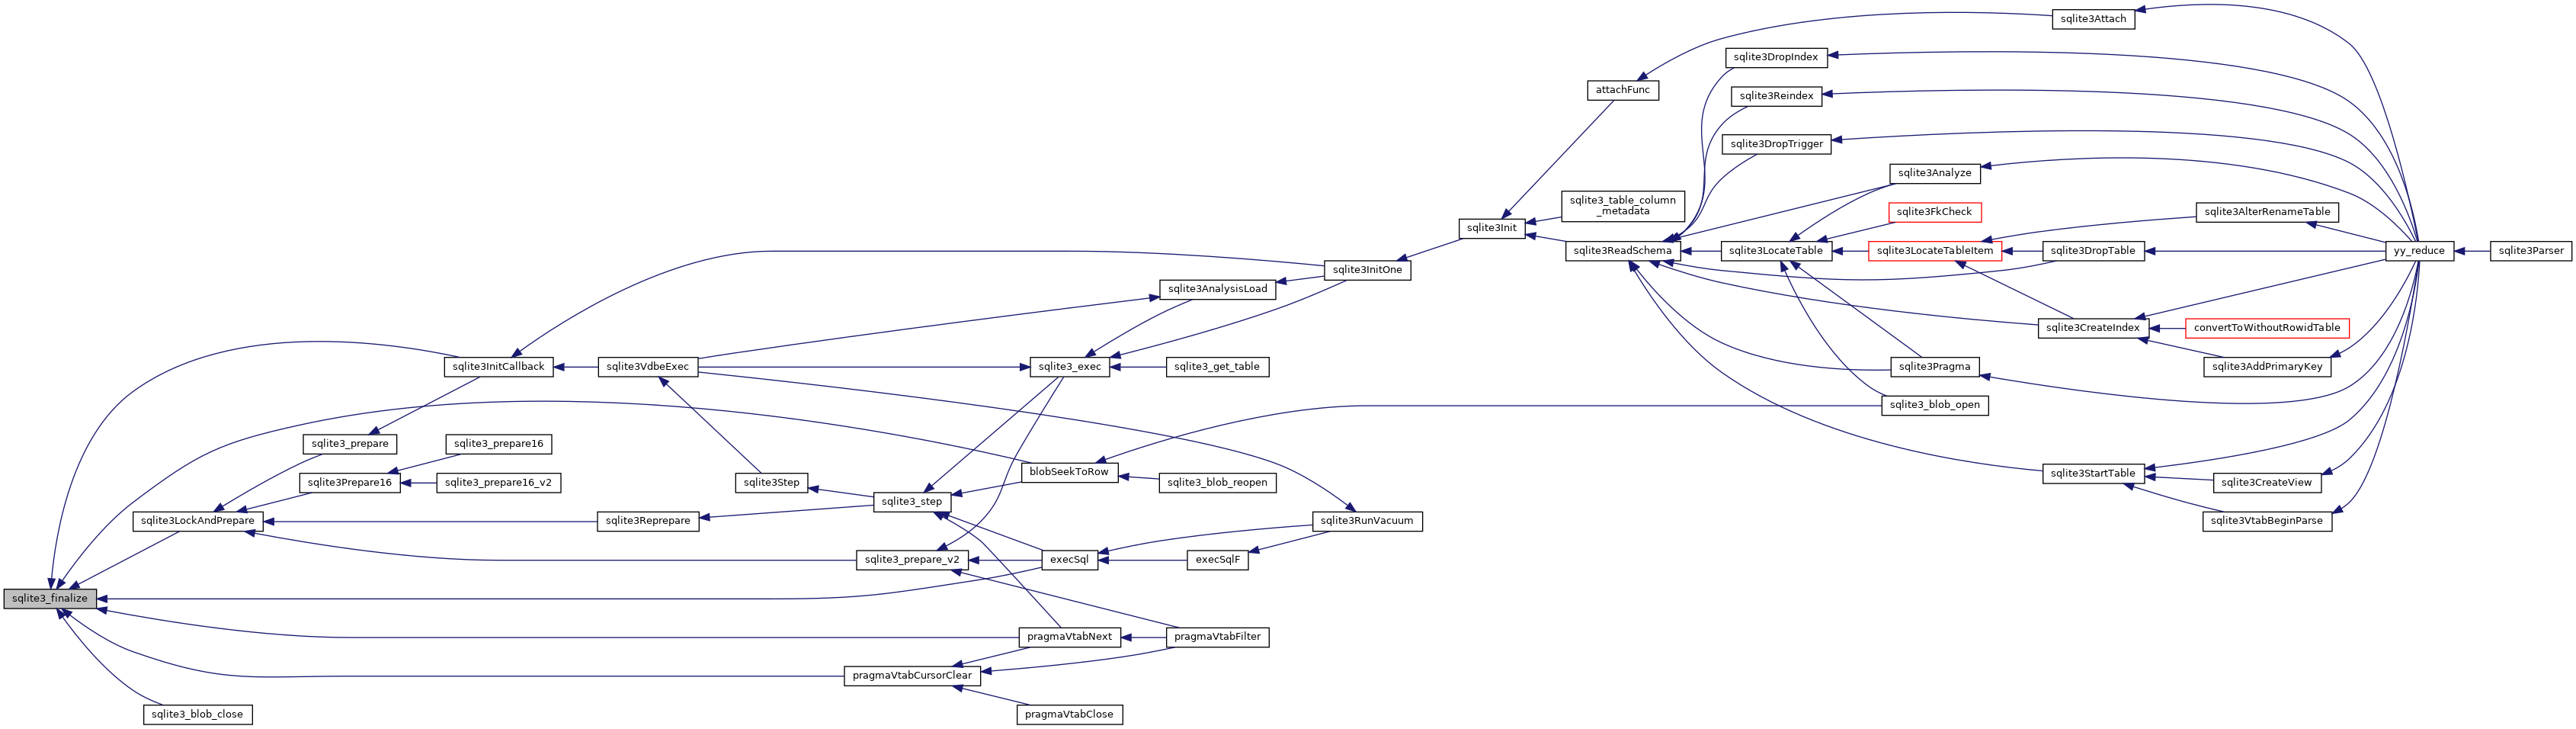 sqlite3_finalize
sqlite3InitCallback
sqlite3_prepare
sqlite3_prepare16
sqlite3Prepare16
sqlite3_prepare16_v2
sqlite3LockAndPrepare
sqlite3_blob_close
sqlite3VdbeExec
sqlite3Reprepare
sqlite3Step
sqlite3_step
sqlite3_prepare_v2
pragmaVtabCursorClear
sqlite3AnalysisLoad
sqlite3_exec
sqlite3_get_table
blobSeekToRow
sqlite3_blob_reopen
execSql
execSqlF
pragmaVtabNext
pragmaVtabFilter
pragmaVtabClose
sqlite3InitOne
sqlite3RunVacuum
sqlite3Init
attachFunc
sqlite3_table_column
_metadata
sqlite3ReadSchema
sqlite3DropIndex
sqlite3Reindex
sqlite3DropTrigger
sqlite3LocateTable
sqlite3Analyze
sqlite3FkCheck
sqlite3LocateTableItem
sqlite3Pragma
sqlite3_blob_open
sqlite3Attach
sqlite3DropTable
sqlite3CreateIndex
sqlite3StartTable
sqlite3AlterRenameTable
convertToWithoutRowidTable
sqlite3AddPrimaryKey
sqlite3CreateView
sqlite3VtabBeginParse
yy_reduce
sqlite3Parser